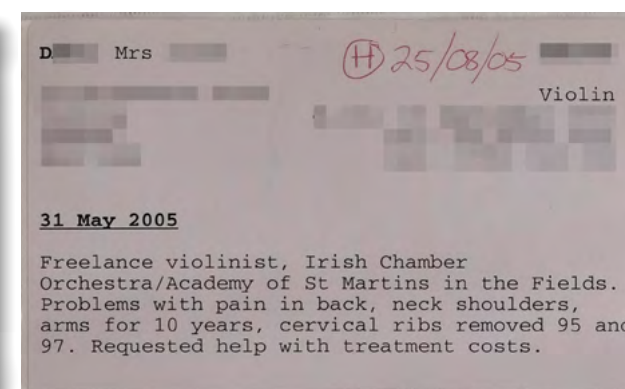 D Mrs
(H) 25/08/05
Violin
31 May 2005
Freelance violinist, Irish Chamber
Orchestra/Academy of St Martins in the Fields.
Problems with pain in back, neck shoulders,
arms for 10 years, cervical ribs removed 95 and
97. Requested help with treatment costs.